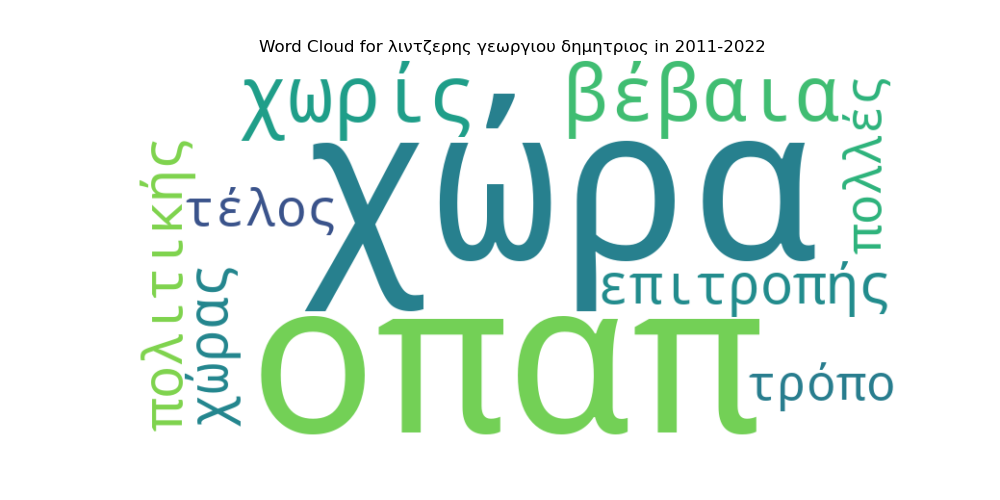 Word Cloud for λιντζερης γεωργιου δημητριος in 2011-2022
χωρίς
βέβαια
πολλές
χώρα
πολιτικής
τέλος
χώρας
επιτροπής
οπαπ
τρόπο